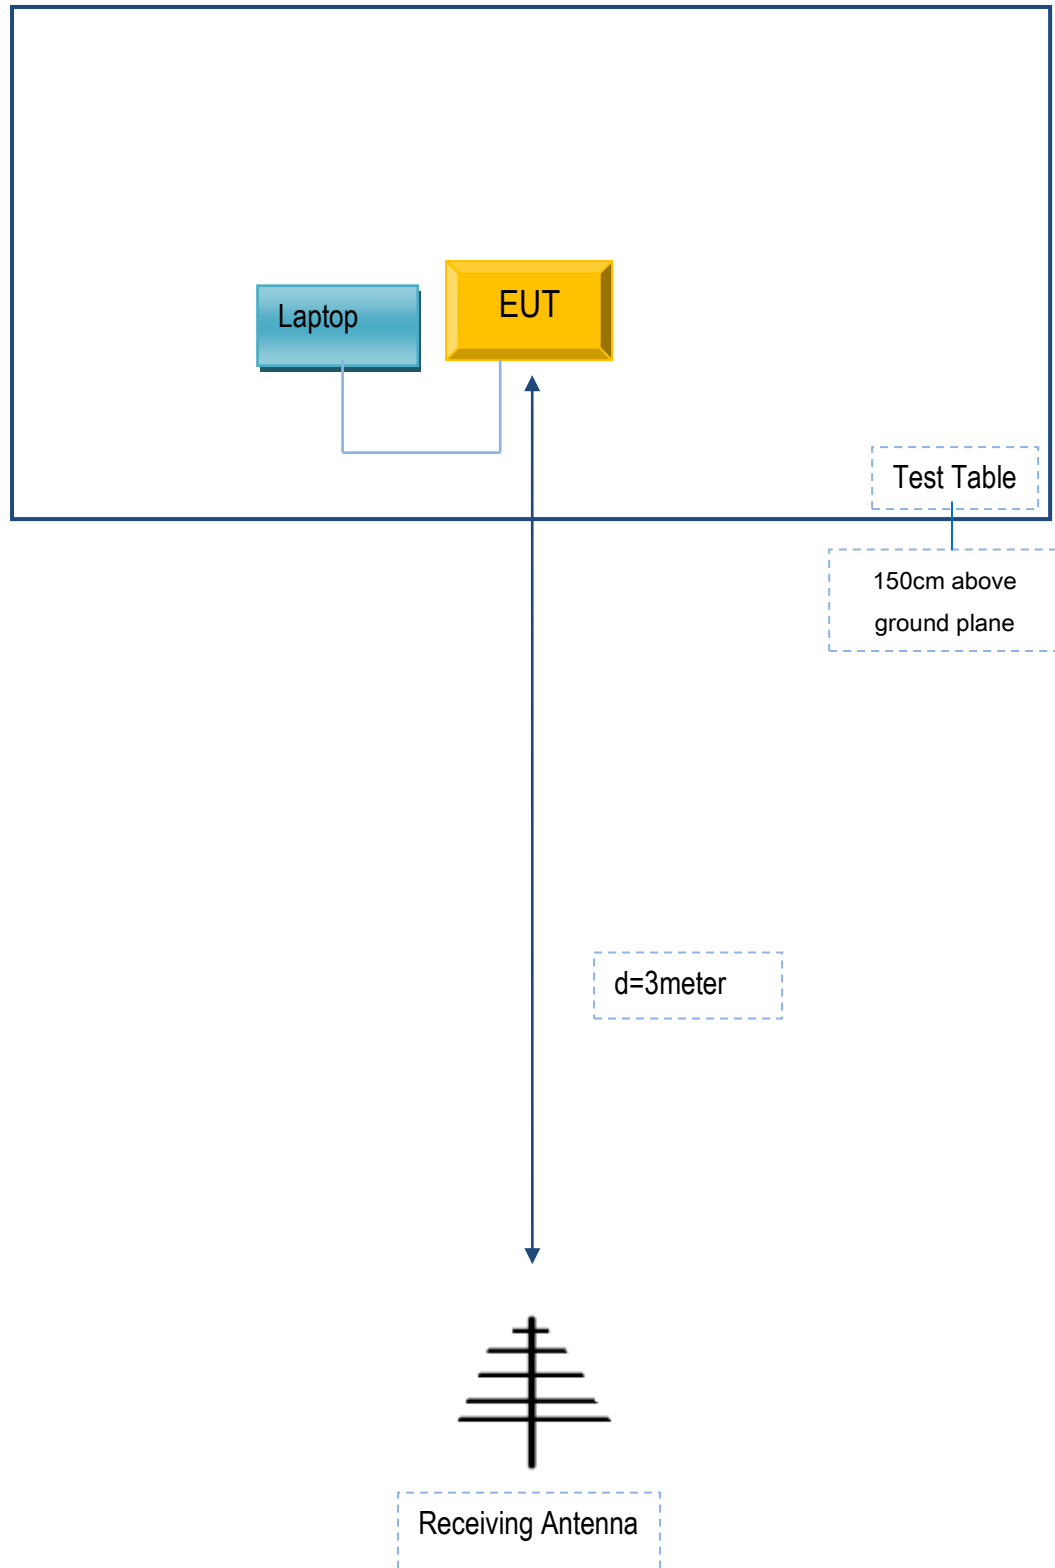 EUT
Laptop
Test Table
150cm above
ground plane
d=3meter
Receiving Antenna